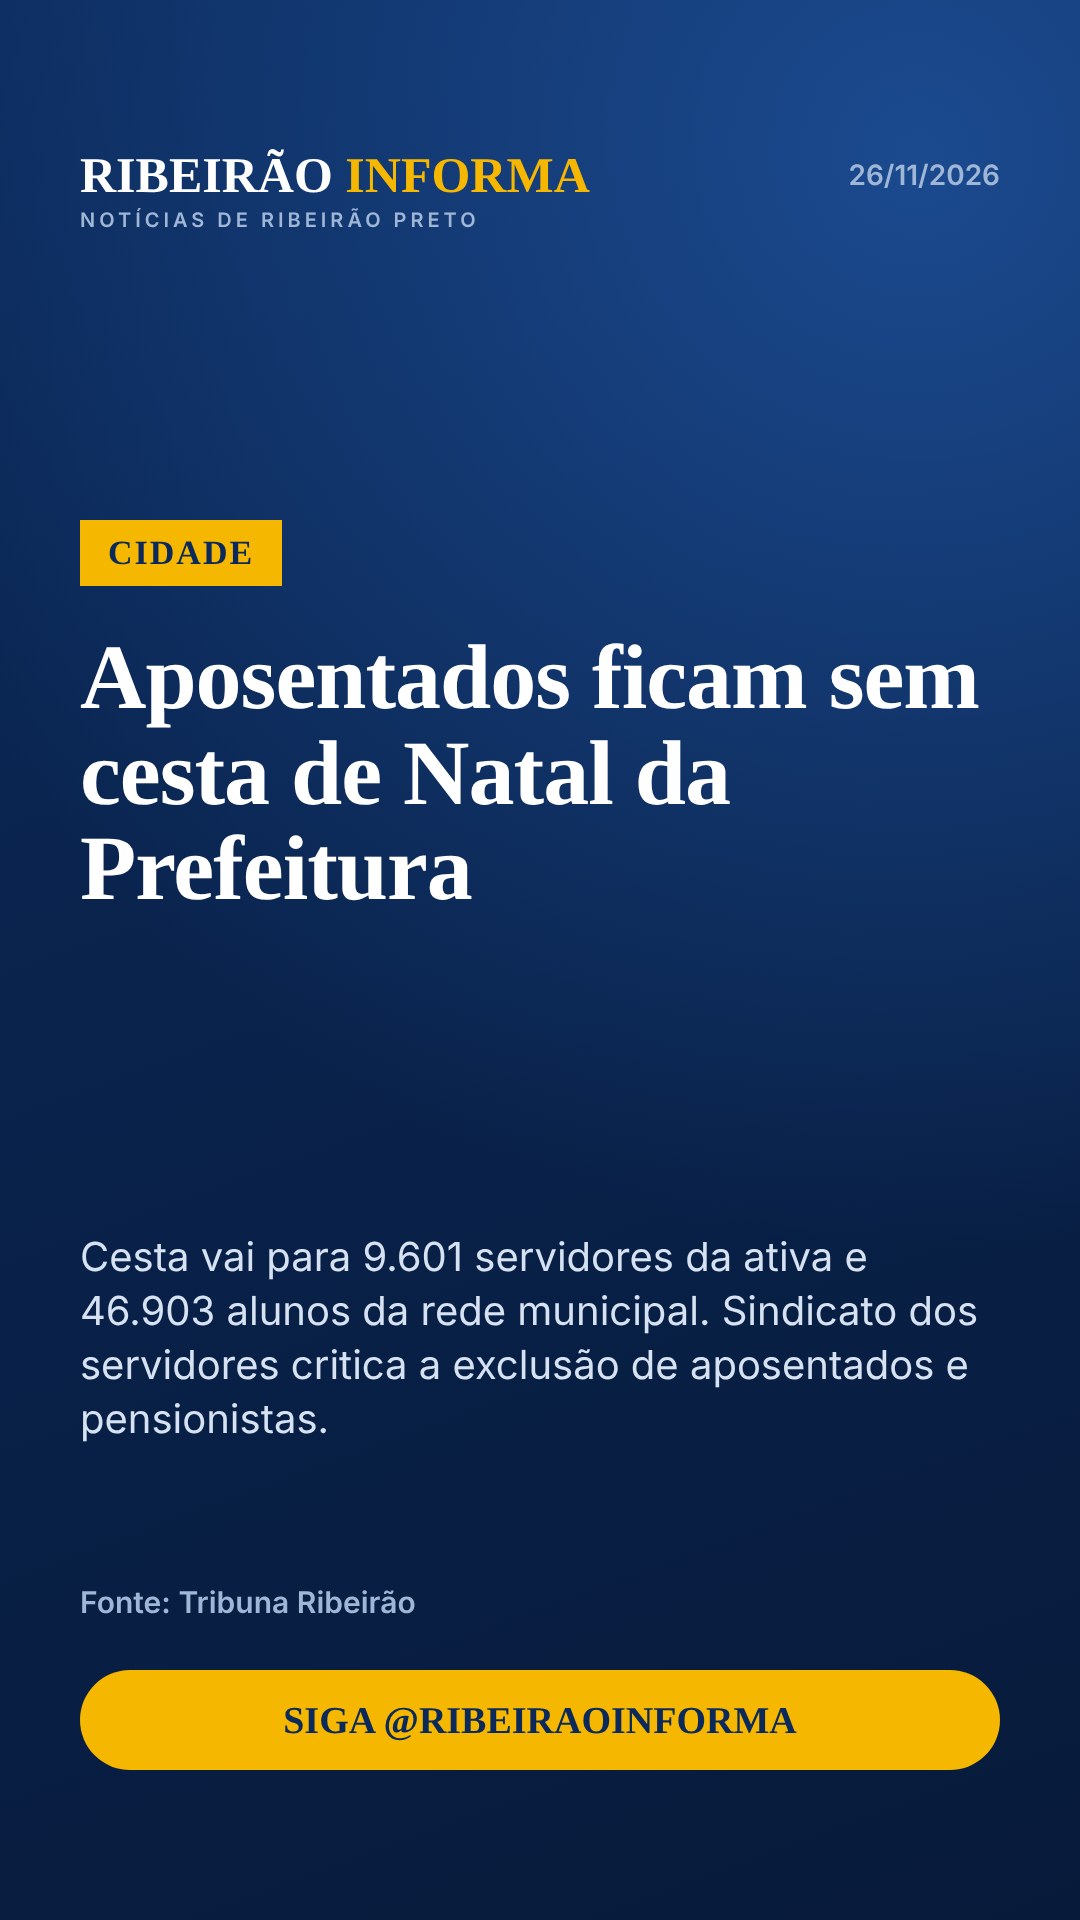 RIBEIRÃO INFORMA
26/11/2026
NOTÍCIAS DE RIBEIRÃO PRETO
CIDADE
Aposentados ficam sem
cesta de Natal da
Prefeitura
Cesta vai para 9.601 servidores da ativa e
46.903 alunos da rede municipal. Sindicato dos
servidores critica a exclusão de aposentados e
pensionistas.
Fonte: Tribuna Ribeirão
SIGA @RIBEIRAOINFORMA